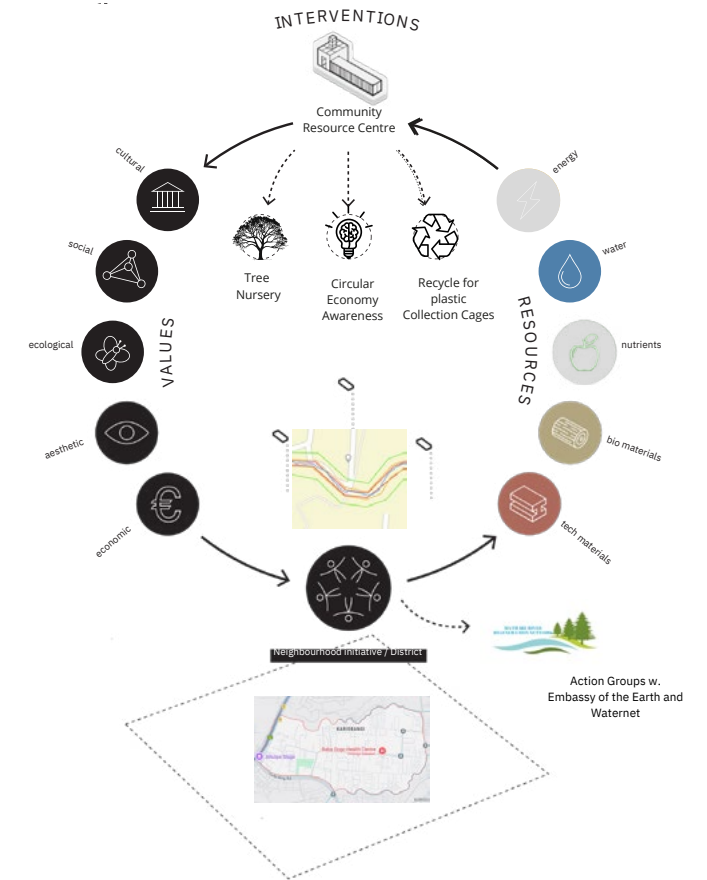 INTERVENTIONS
Community
Resource Centre
cultural
energy
social
water
Tree
Nursery
Circular
Economy
Awareness
Recycle for
plastic
Collection Cages
ecological
VALUES
RESOURCES
nutrients
aesthetic
bio materials
economic
tech materials
Neighbourhood Initiative / District
Action Groups w.
Embassy of the Earth and
Waternet
KARIOBANGI